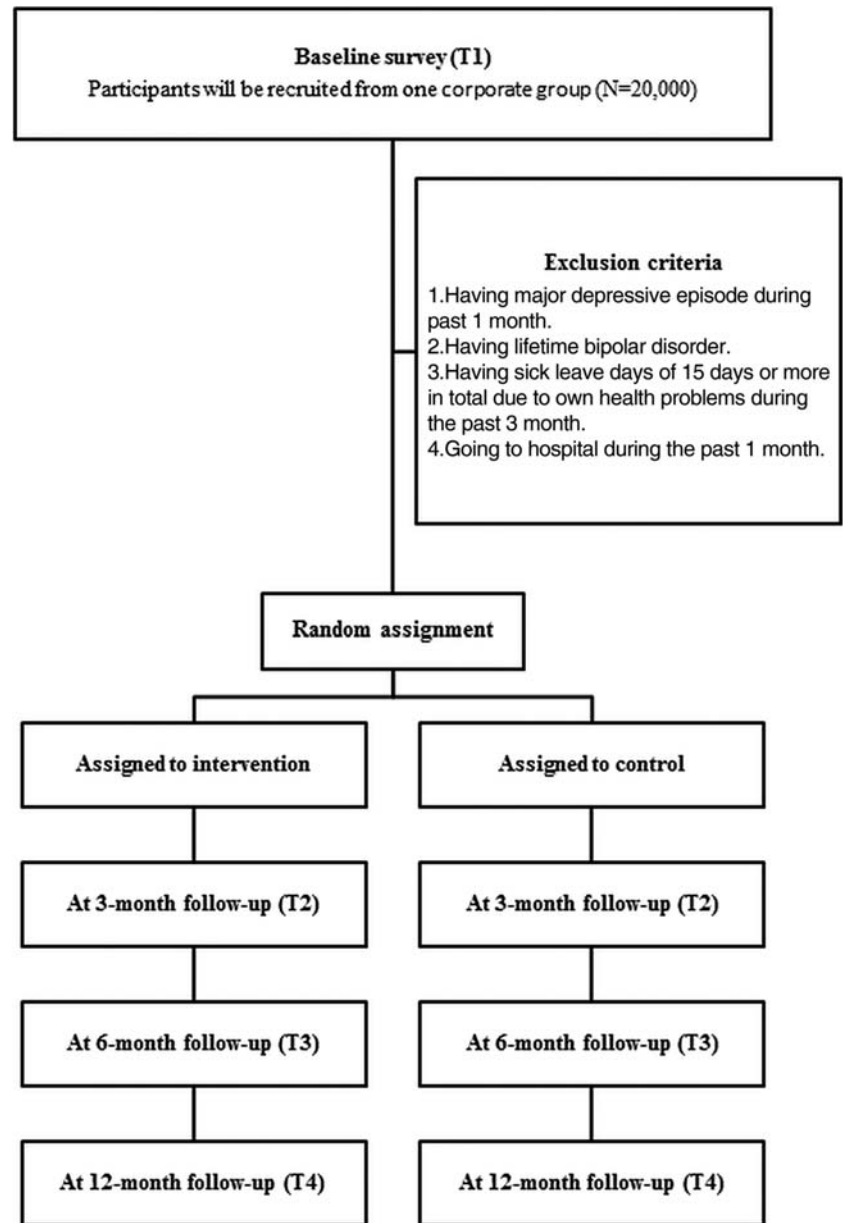 Baseline survey (T1)
Participants will be recruited from one corporate group (N=20,000)
Exclusion criteria
1.Having major depressive episode during
past 1 month.
2.Having lifetime bipolar disorder.
3.Having sick leave days of 15 days or more
in total due to own health problems during
the past 3 month.
4.Going to hospital during the past 1 month.
Random assignment
Assigned to intervention
Assigned to control
At 3-month follow-up (T2)
At 3-month follow-up (T2)
At 6-month follow-up (T3)
At 6-month follow-up (T3)
At 12-month follow-up (T4)
At 12-month follow-up (T4)